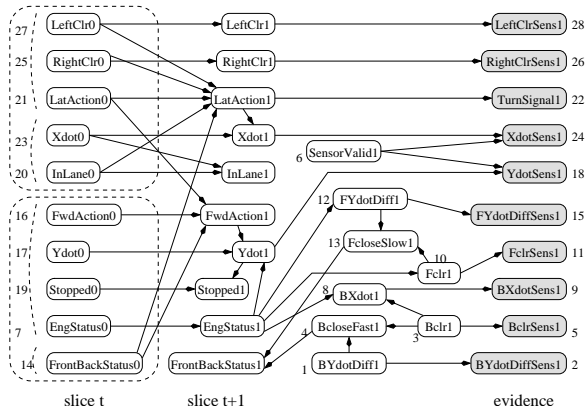 27 LeftClr0 LeftClr1 LeftClrSens1 28
25 RightClr0 RightClr1 RightClrSens1 26
21 LatAction0 LatAction1 TurnSignal1 22
23 Xdot0 Xdot1 XdotSens1 24
6 SensorValid1
20 InLane0 InLane1 YdotSens1 18
16 FwdAction0 FwdAction1 12 FYdotDiff1 FYdotDiffSens1 15
17 Ydot0 Ydot1 13 FcloseSlow1 FclrSens1 11
10 Fclr1
19 Stopped0 Stopped1 8 BXdot1 BXdotSens1 9
7 EngStatus0 EngStatus1 4 BcloseFast1 3 Bclr1 BclrSens1 5
14 FrontBackStatus0 FrontBackStatus1 1 BYdotDiff1 BYdotDiffSens1 2
slice t slice t+1 evidence